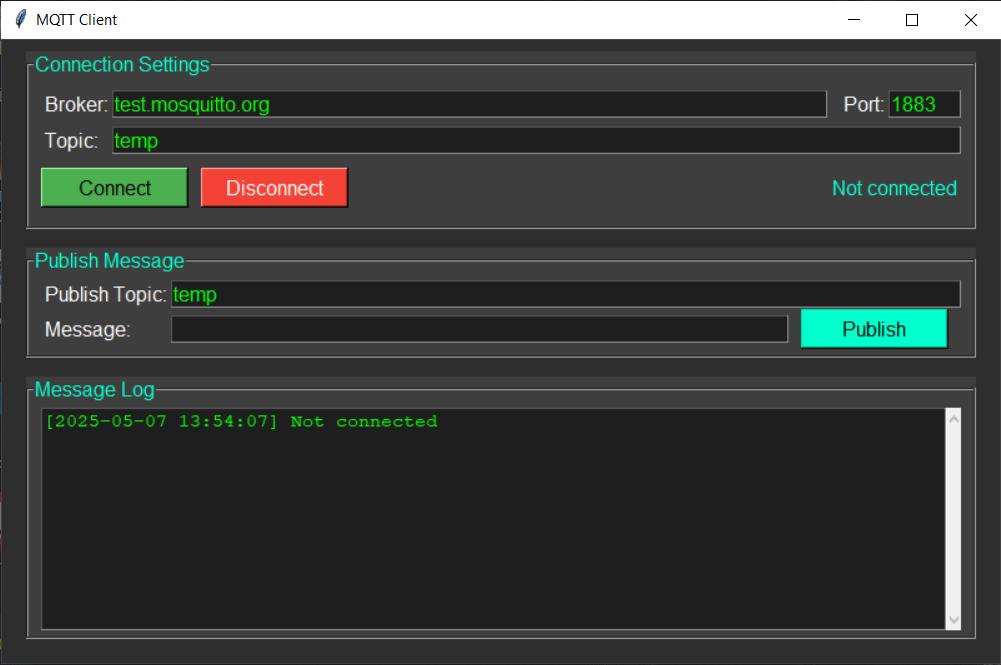 MQTT Client
Connection Settings
Broker: test.mosquitto.org Port: 1883
Topic: temp
Connect Disconnect Not connected
Publish Message
Publish Topic: temp
Message: Publish
Message Log
[2025-05-07 13:54:07] Not connected